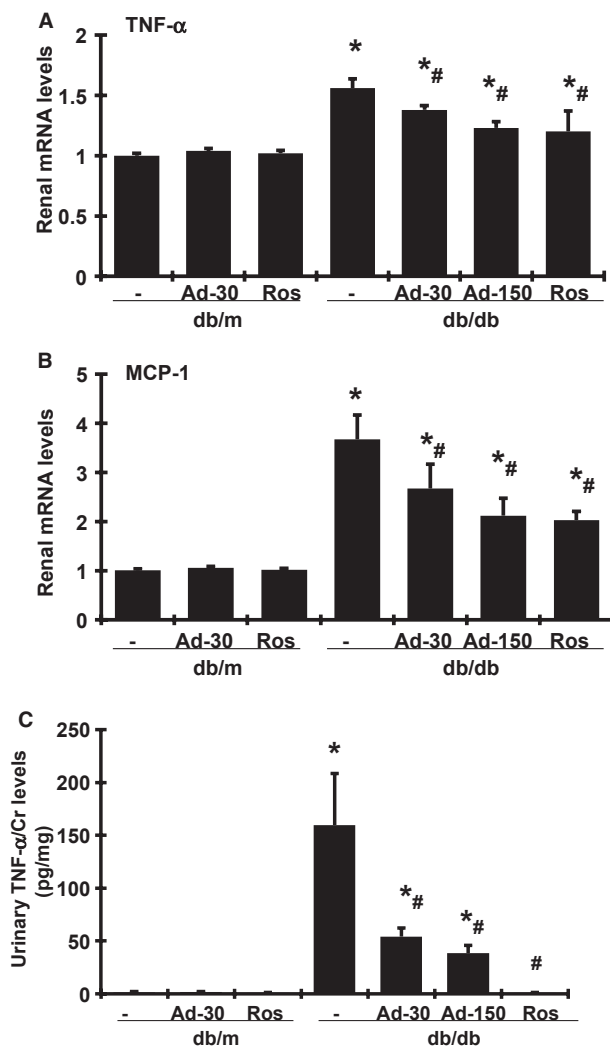 A
TNF-α
Renal mRNA levels
2
1.5
1
0.5
0
*
*#
*#
*#
- Ad-30 Ros - Ad-30 Ad-150 Ros
db/m db/db
B
MCP-1
Renal mRNA levels
5
4
3
2
1
0
*
*#
*#
*#
- Ad-30 Ros - Ad-30 Ad-150 Ros
db/m db/db
C
Urinary TNF-α/Cr levels
(pg/mg)
250
200
150
100
50
0
*
*#
*#
#
- Ad-30 Ros - Ad-30 Ad-150 Ros
db/m db/db